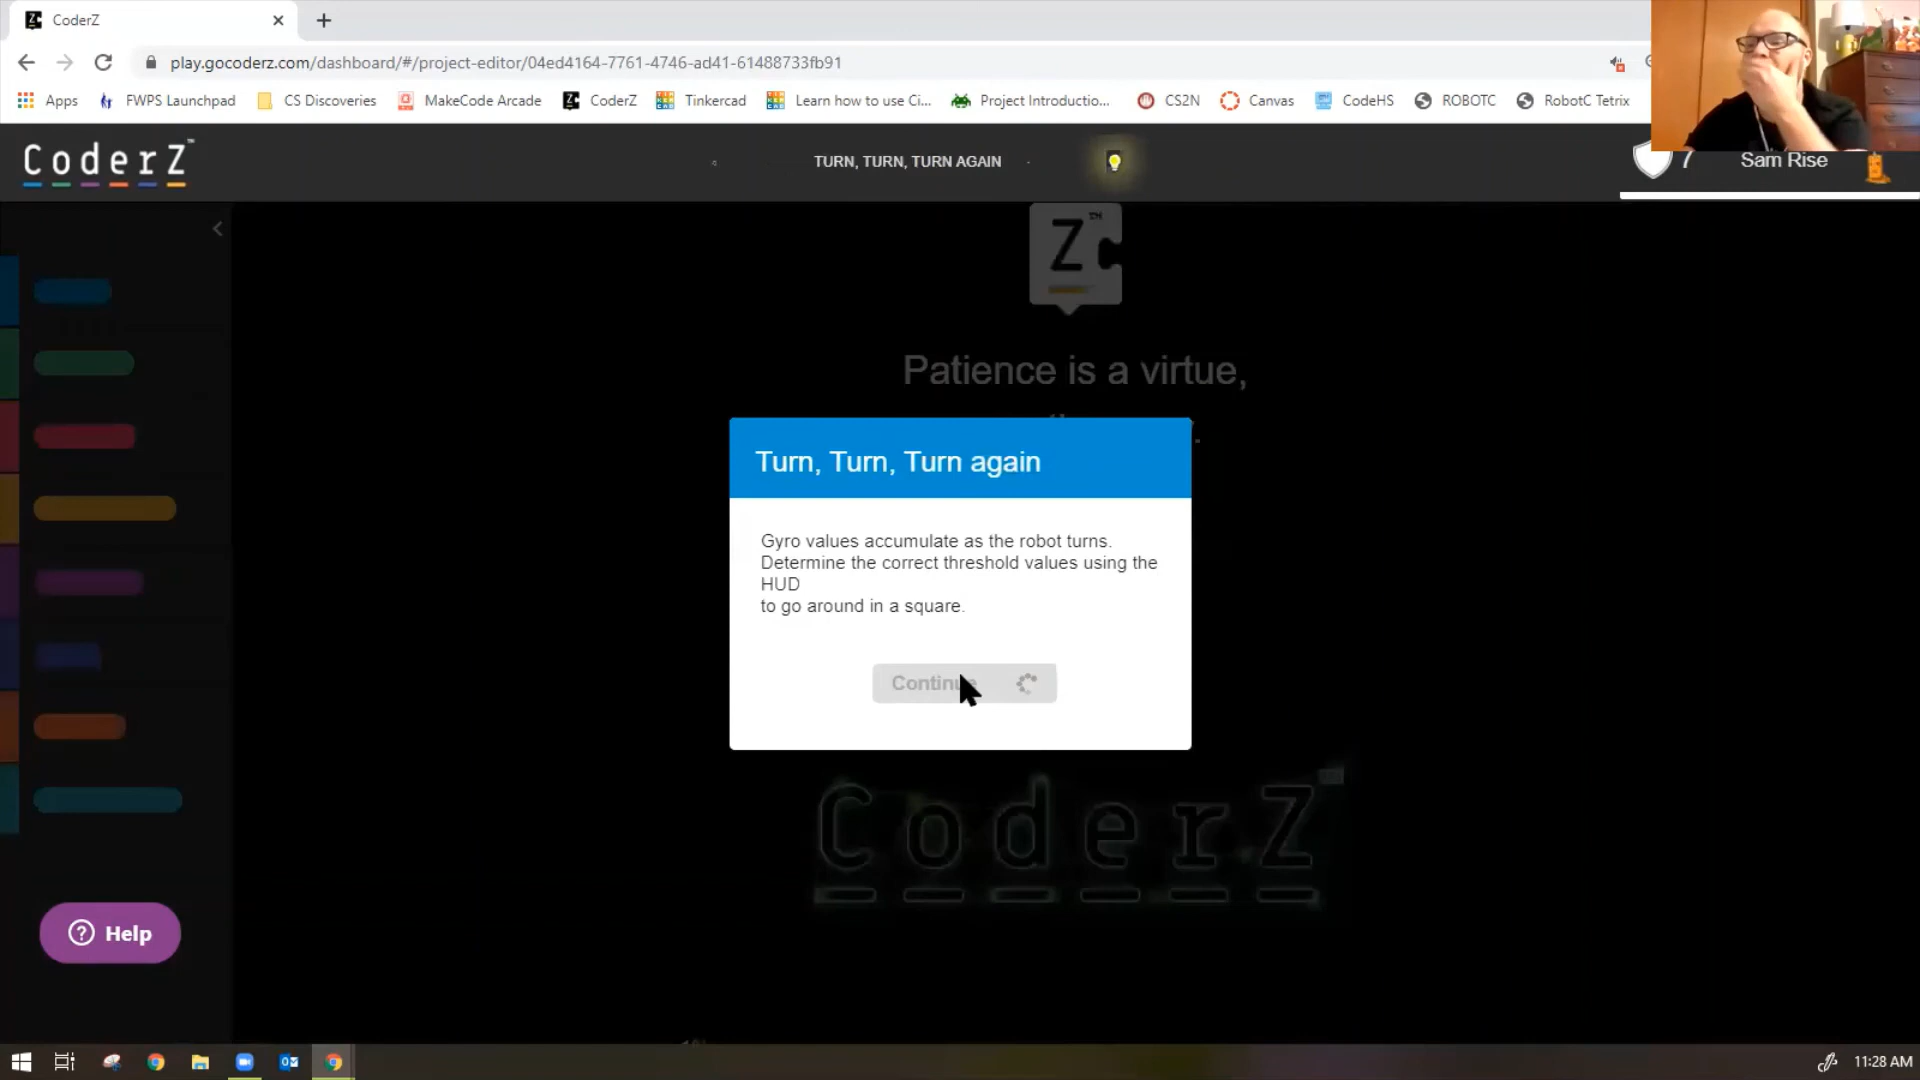 CoderZ
play.gocoderz.com/dashboard/#/project-editor/04ed4164-7761-4746-ad41-61488733fb91
Apps
FWPS Launchpad
CS Discoveries
MakeCode Arcade
CoderZ
Tinkercad
Learn how to use Ci...
Project Introductio...
CS2N
Canvas
CodeHS
ROBOTC
RobotC Tetrix
CoderZ™
TURN, TURN, TURN AGAIN
7
Sam Rise
Z™
Patience is a virtue,
Turn, Turn, Turn again
Gyro values accumulate as the robot turns.
Determine the correct threshold values using the
HUD
to go around in a square.
Continue
CoderZ
Help
11:28 AM